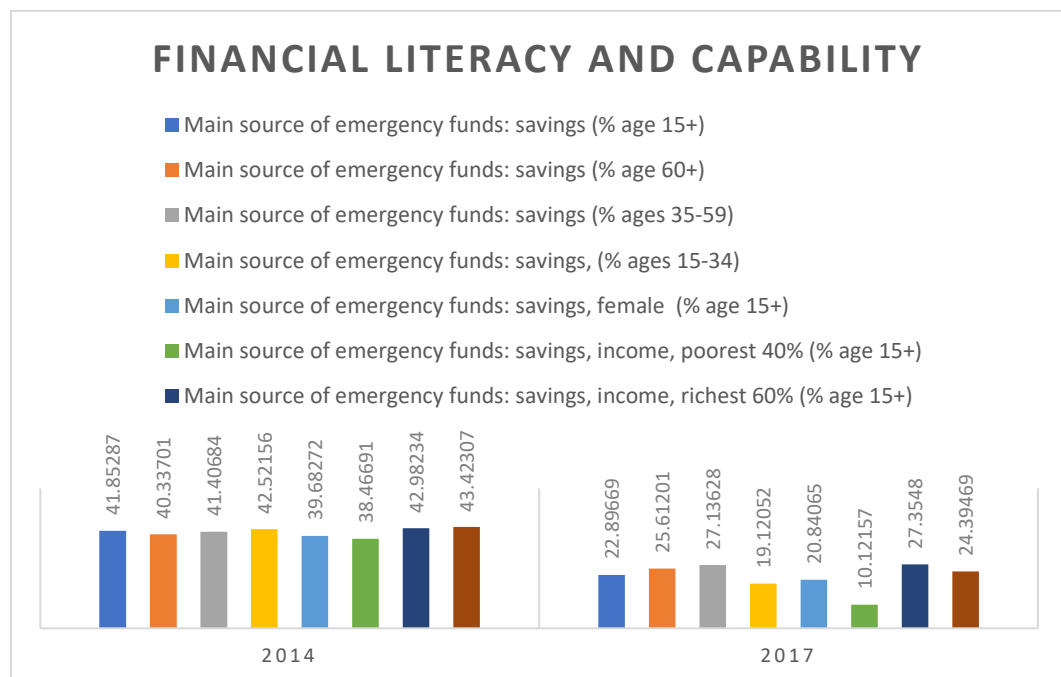 FINANCIAL LITERACY AND CAPABILITY
Main source of emergency funds: savings (% age 15+)
Main source of emergency funds: savings (% age 60+)
Main source of emergency funds: savings (% ages 35-59)
Main source of emergency funds: savings, (% ages 15-34)
Main source of emergency funds: savings, female  (% age 15+)
Main source of emergency funds: savings, income, poorest 40% (% age 15+)
Main source of emergency funds: savings, income, richest 60% (% age 15+)
41.85287
40.33701
41.40684
42.52156
39.68272
38.46691
42.98234
43.42307
22.89669
25.61201
27.13628
19.12052
20.84065
10.12157
27.3548
24.39469
2014
2017